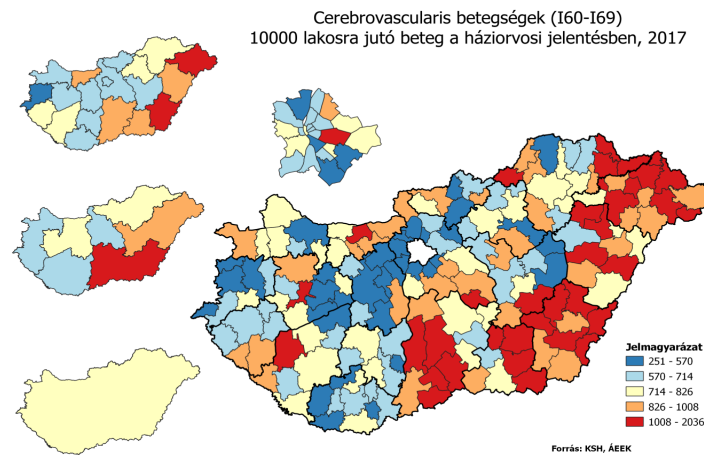 Cerebrovascularis betegségek (I60-I69)
10000 lakosra jutó beteg a háziorvosi jelentésben, 2017
Jelmagyarázat
251 - 570
570 - 714
714 - 826
826 - 1008
1008 - 2036
Forrás: KSH, ÁEEK